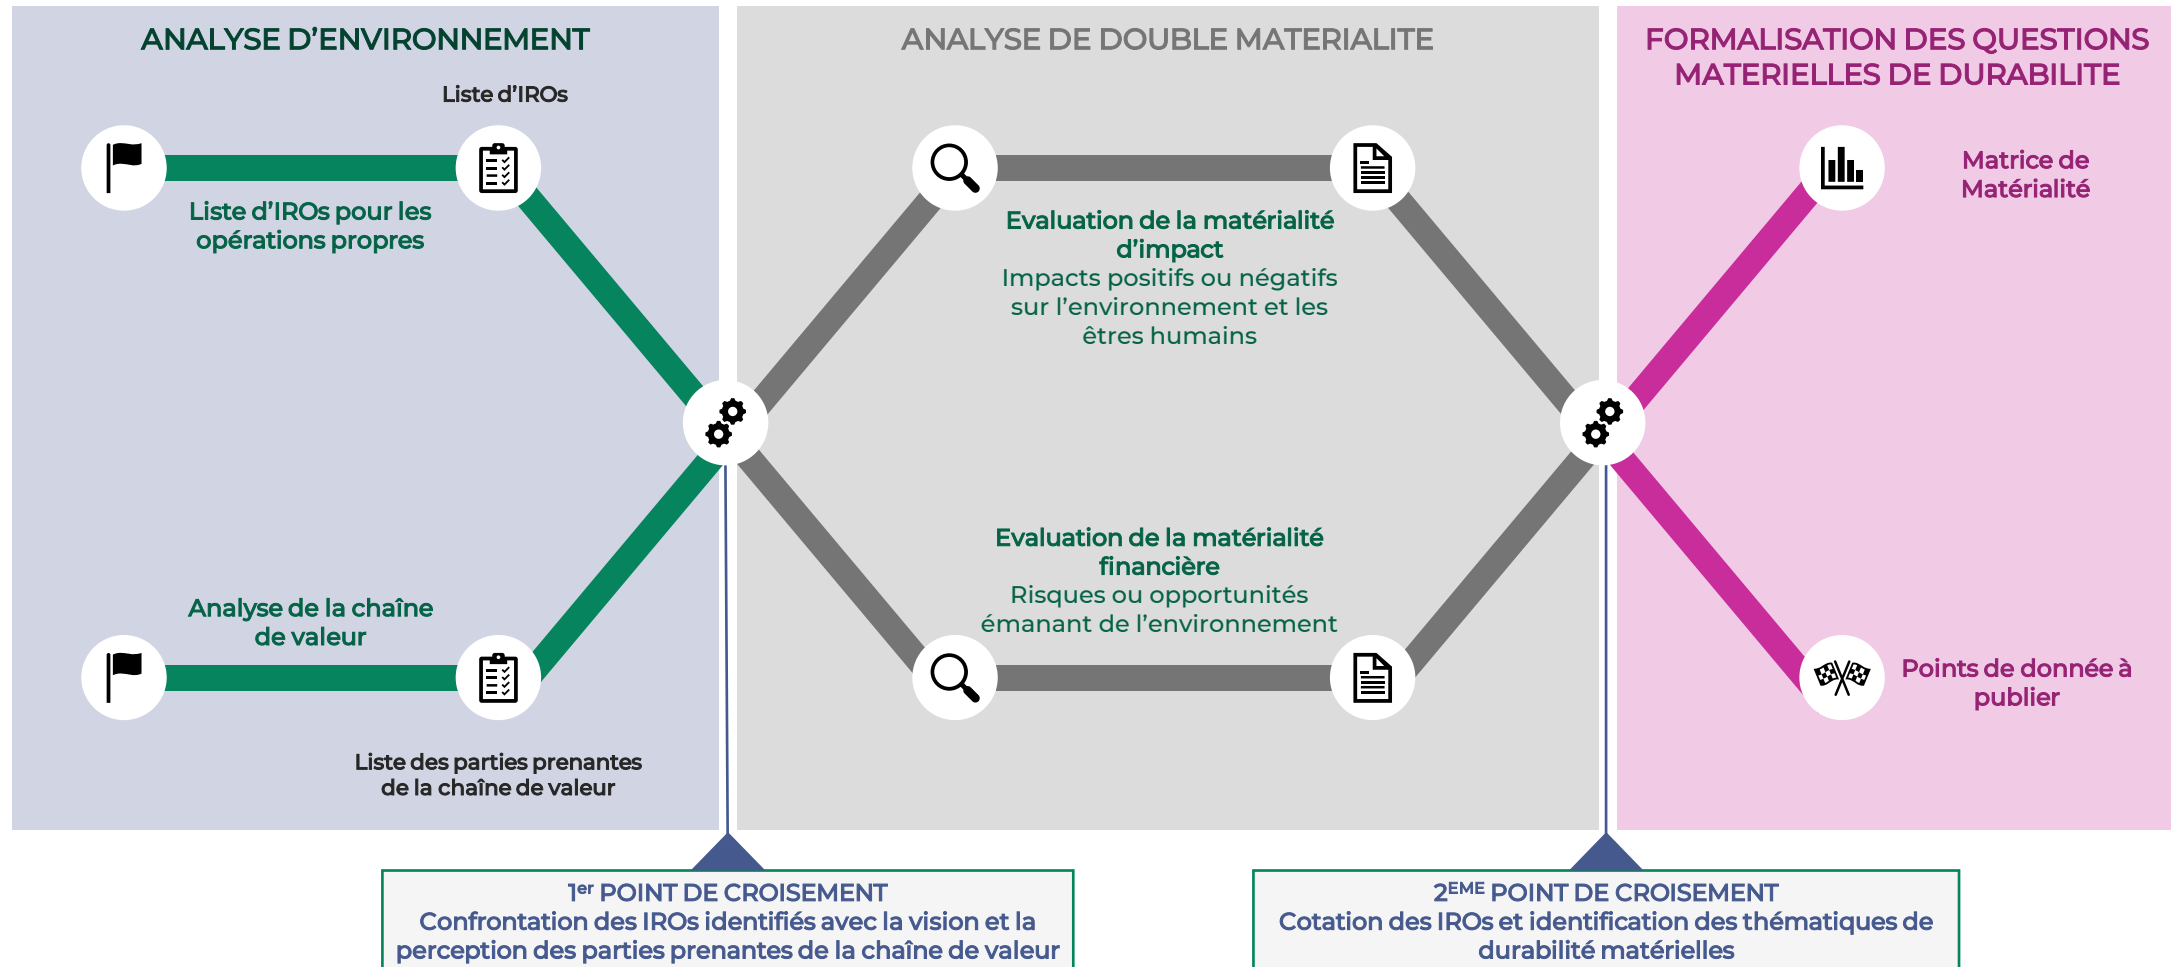 ANALYSE D’ENVIRONNEMENT
Liste d’IROs
Liste d’IROs pour les
opérations propres
Analyse de la chaîne
de valeur
Liste des parties prenantes
de la chaîne de valeur
ANALYSE DE DOUBLE MATERIALITE
Evaluation de la matérialité
d’impact
Impacts positifs ou négatifs
sur l’environnement et les
êtres humains
Evaluation de la matérialité
financière
Risques ou opportunités
émanant de l’environnement
FORMALISATION DES QUESTIONS
MATERIELLES DE DURABILITE
Matrice de
Matérialité
Points de donnée à
publier
1er POINT DE CROISEMENT
Confrontation des IROs identifiés avec la vision et la
perception des parties prenantes de la chaîne de valeur
2EME POINT DE CROISEMENT
Cotation des IROs et identification des thématiques de
durabilité matérielles